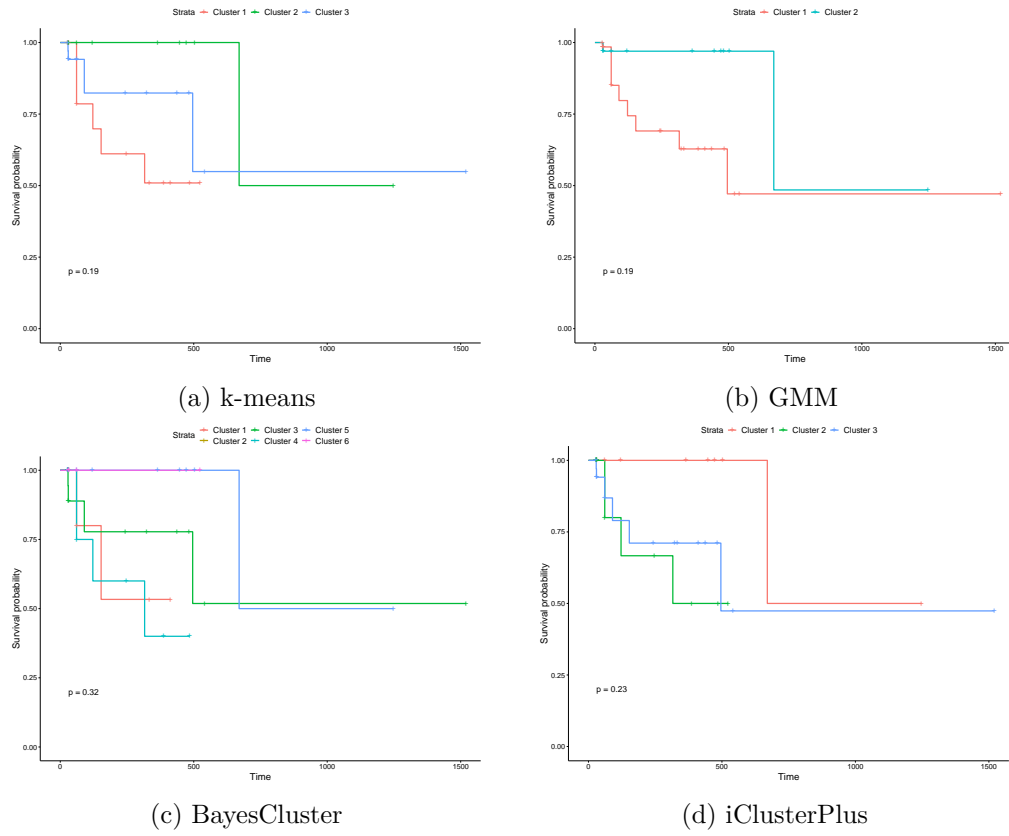 Strata Cluster 1 Cluster 2 Cluster 3
1.00
0.75
0.50
0.25
0.00
Survival probability
p = 0.19
0 500 1000 1500
Time
(a) k-means
Strata Cluster 1 Cluster 2
1.00
0.75
0.50
0.25
0.00
Survival probability
p = 0.19
0 500 1000 1500
Time
(b) GMM
Strata Cluster 1 Cluster 3 Cluster 5
Cluster 2 Cluster 4 Cluster 6
1.00
0.75
0.50
0.25
0.00
Survival probability
p = 0.32
0 500 1000 1500
Time
(c) BayesCluster
Strata Cluster 1 Cluster 2 Cluster 3
1.00
0.75
0.50
0.25
0.00
Survival probability
p = 0.23
0 500 1000 1500
Time
(d) iClusterPlus